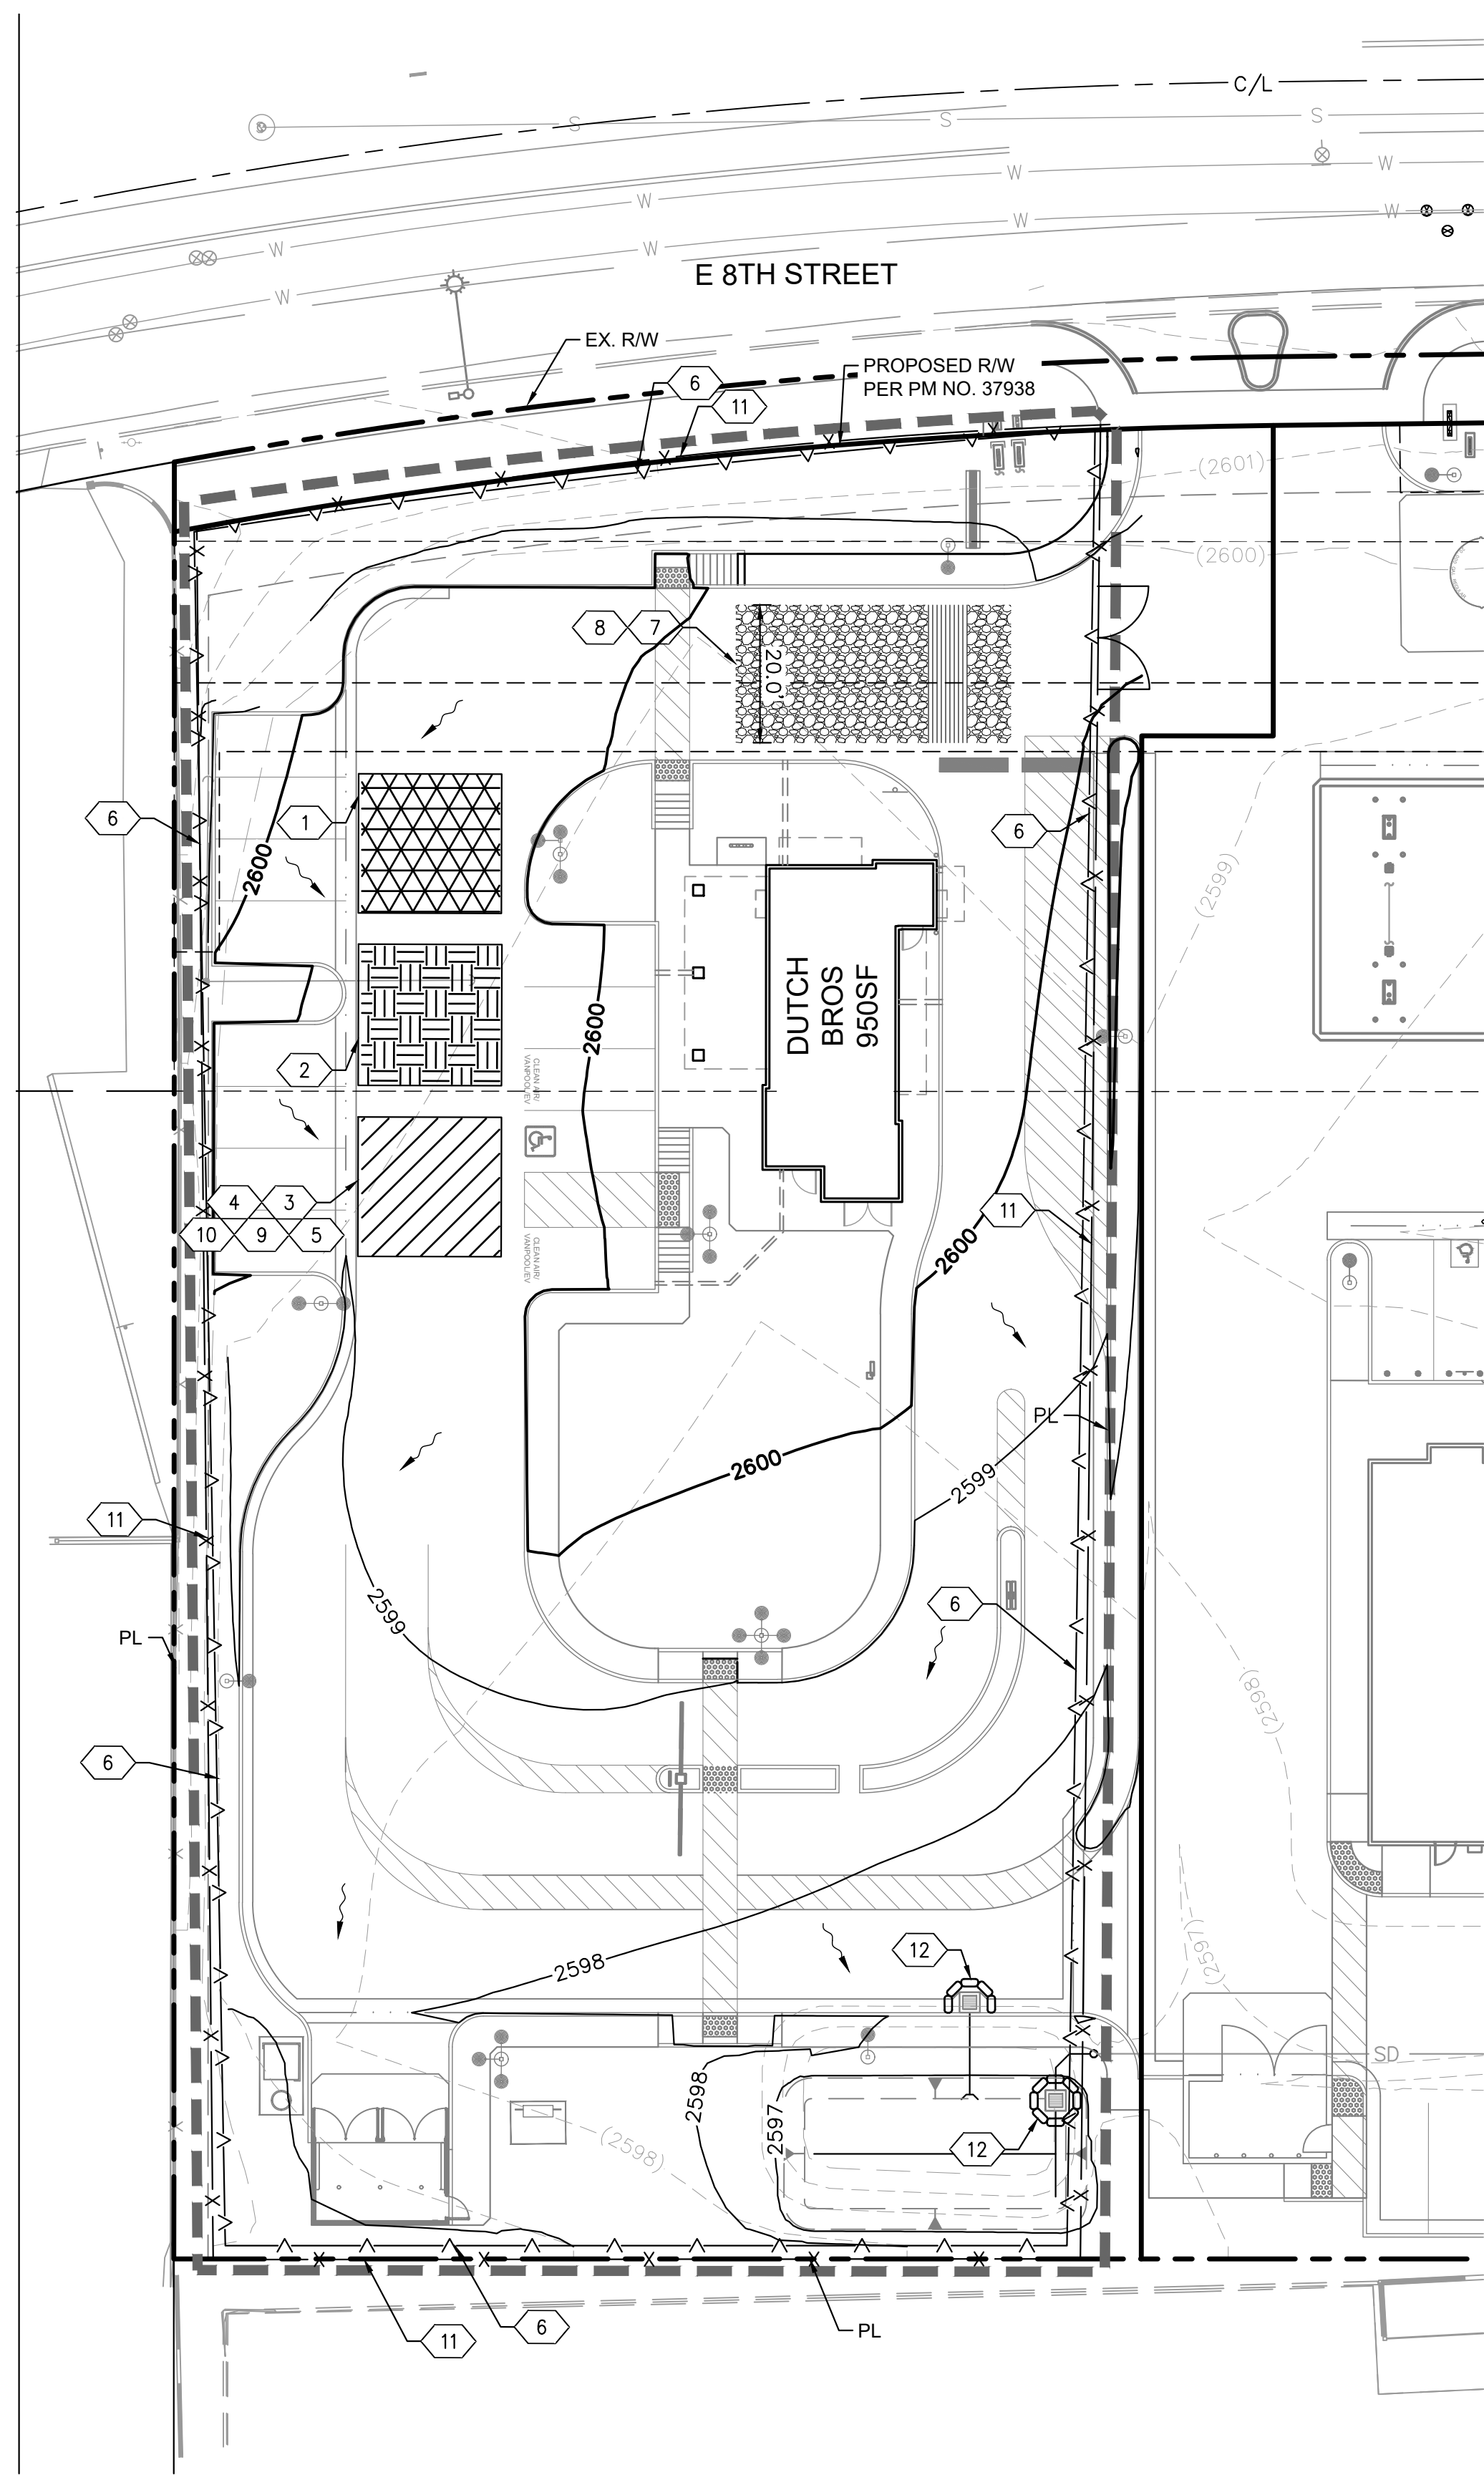 C/L
S
S
S
W
W
W
W
W
W
W
W
E 8TH STREET
EX. R/W
PROPOSED R/W
PER PM NO. 37938
6
11
(2601)
(2600)
8
7
20.0'
6
1
6
2600
(2599)
DUTCH
BROS
950SF
2600
2
CLEAN AIR/
VANPOOL/EV
4
3
10
9
5
11
CLEAN AIR/
VANPOOL/EV
2600
PL
2600
2599
11
2599
6
PL
(2598)
6
12
2598
(2597)
SD
2598
2597
(2598)
12
6
11
PL